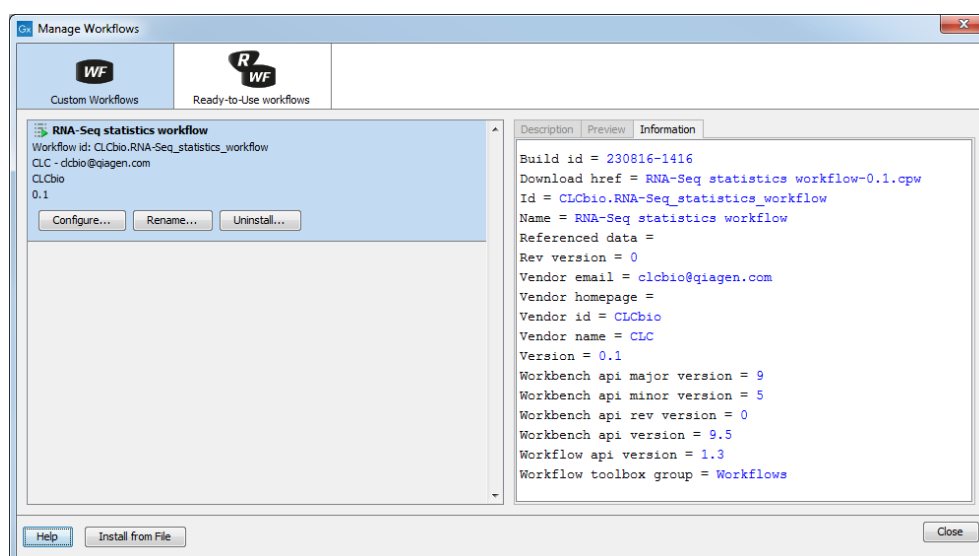 Gx Manage Workflows
WF
Custom Workflows
R WF
Ready-to-Use workflows
RNA-Seq statistics workflow
Workflow id: CLCbio.RNA-Seq_statistics_workflow
CLC - clcbio@qiagen.com
CLCbio
0.1
Configure... Rename... Uninstall...
Description Preview Information
Build id = 230816-1416
Download href = RNA-Seq statistics workflow-0.1.cpw
Id = CLCbio.RNA-Seq_statistics_workflow
Name = RNA-Seq statistics workflow
Referenced data =
Rev version = 0
Vendor email = clcbio@qiagen.com
Vendor homepage =
Vendor id = CLCbio
Vendor name = CLC
Version = 0.1
Workbench api major version = 9
Workbench api minor version = 5
Workbench api rev version = 0
Workbench api version = 9.5
Workflow api version = 1.3
Workflow toolbox group = Workflows
Help Install from File Close